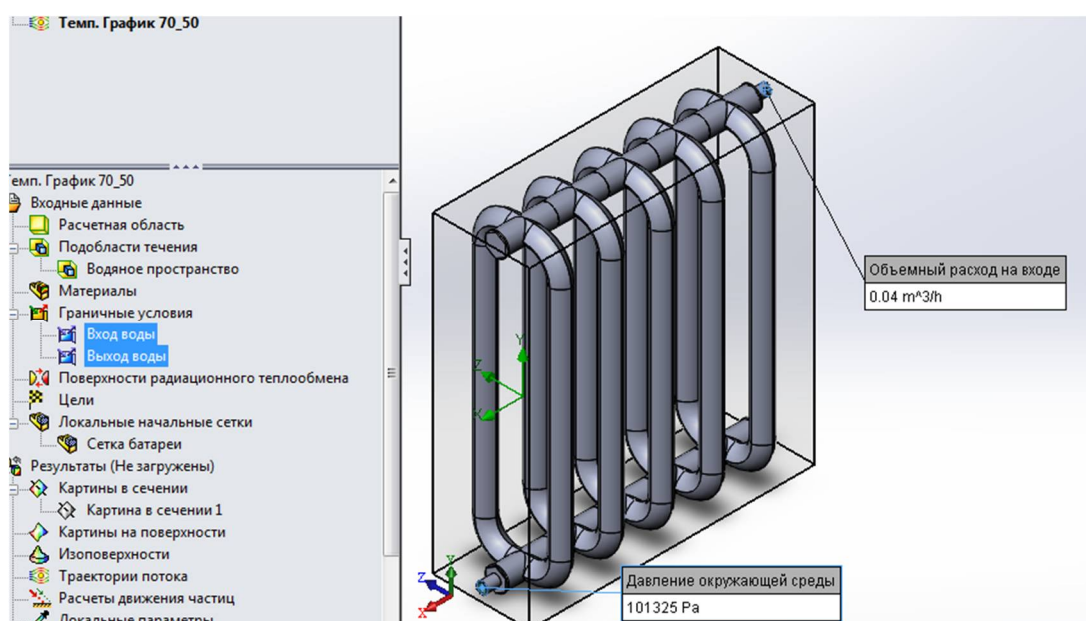 Темп. График 70_50
емп. График 70_50
Входные данные
Расчетная область
Подобласти течения
Водяное пространство
Материалы
Граничные условия
Вход воды
Выход воды
Поверхности радиационного теплообмена
Цели
Локальные начальные сетки
Сетка батареи
Результаты (Не загружены)
Картины в сечении
Картина в сечении 1
Картины на поверхности
Изоповерхности
Траектории потока
Расчеты движения частиц
Локальные параметры
Объемный расход на входе
0.04 m^3/h
Y
Z
X
Y
Z
X
Давление окружающей среды
101325 Pa